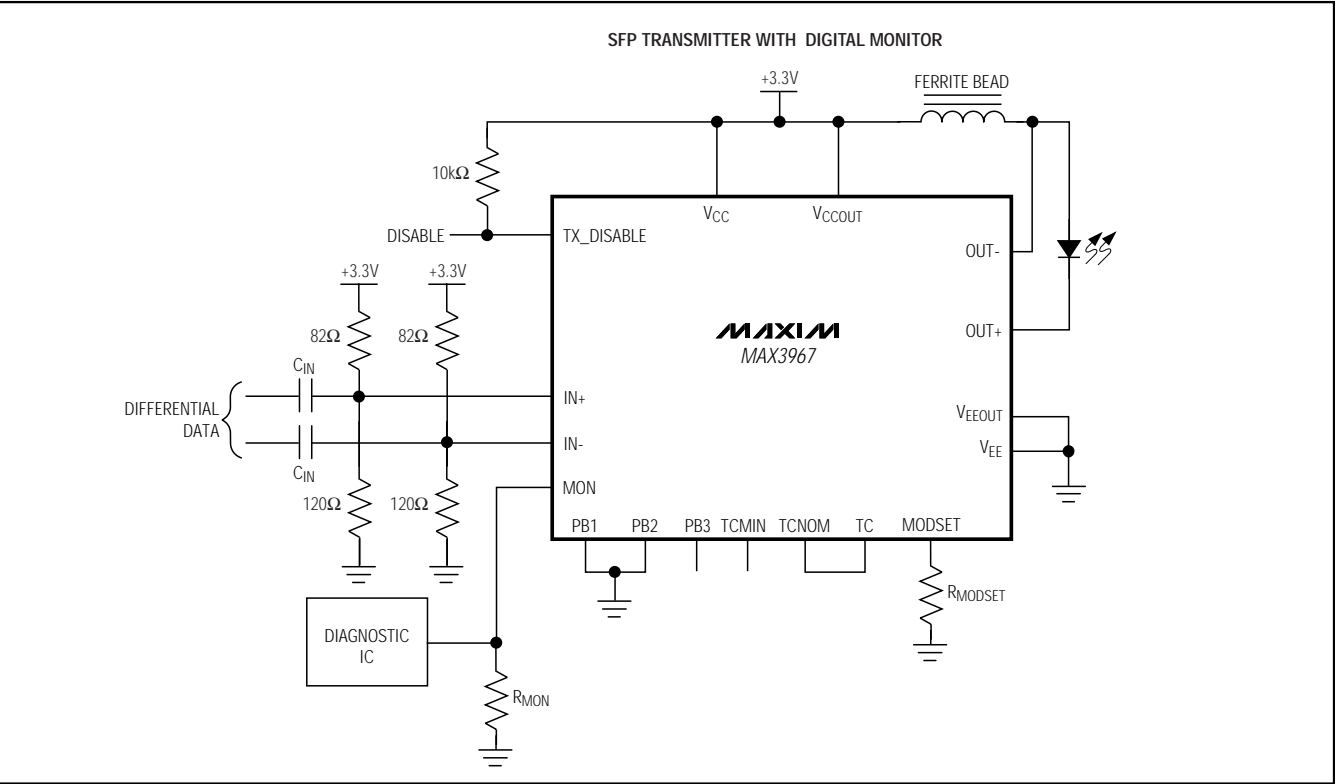 SFP TRANSMITTER WITH DIGITAL MONITOR
+3.3V
FERRITE BEAD
10kΩ
VCC
VCCOUT
DISABLE
TX_DISABLE
OUT-
+3.3V
+3.3V
82Ω
82Ω
MAXIM
MAX3967
OUT+
CIN
IN+
DIFFERENTIAL
DATA
IN-
VEEOUT
VEE
CIN
120Ω
120Ω
MON
PB1
PB2
PB3
TCMIN
TCNOM
TC
MODSET
RMODSET
DIAGNOSTIC
IC
RMON